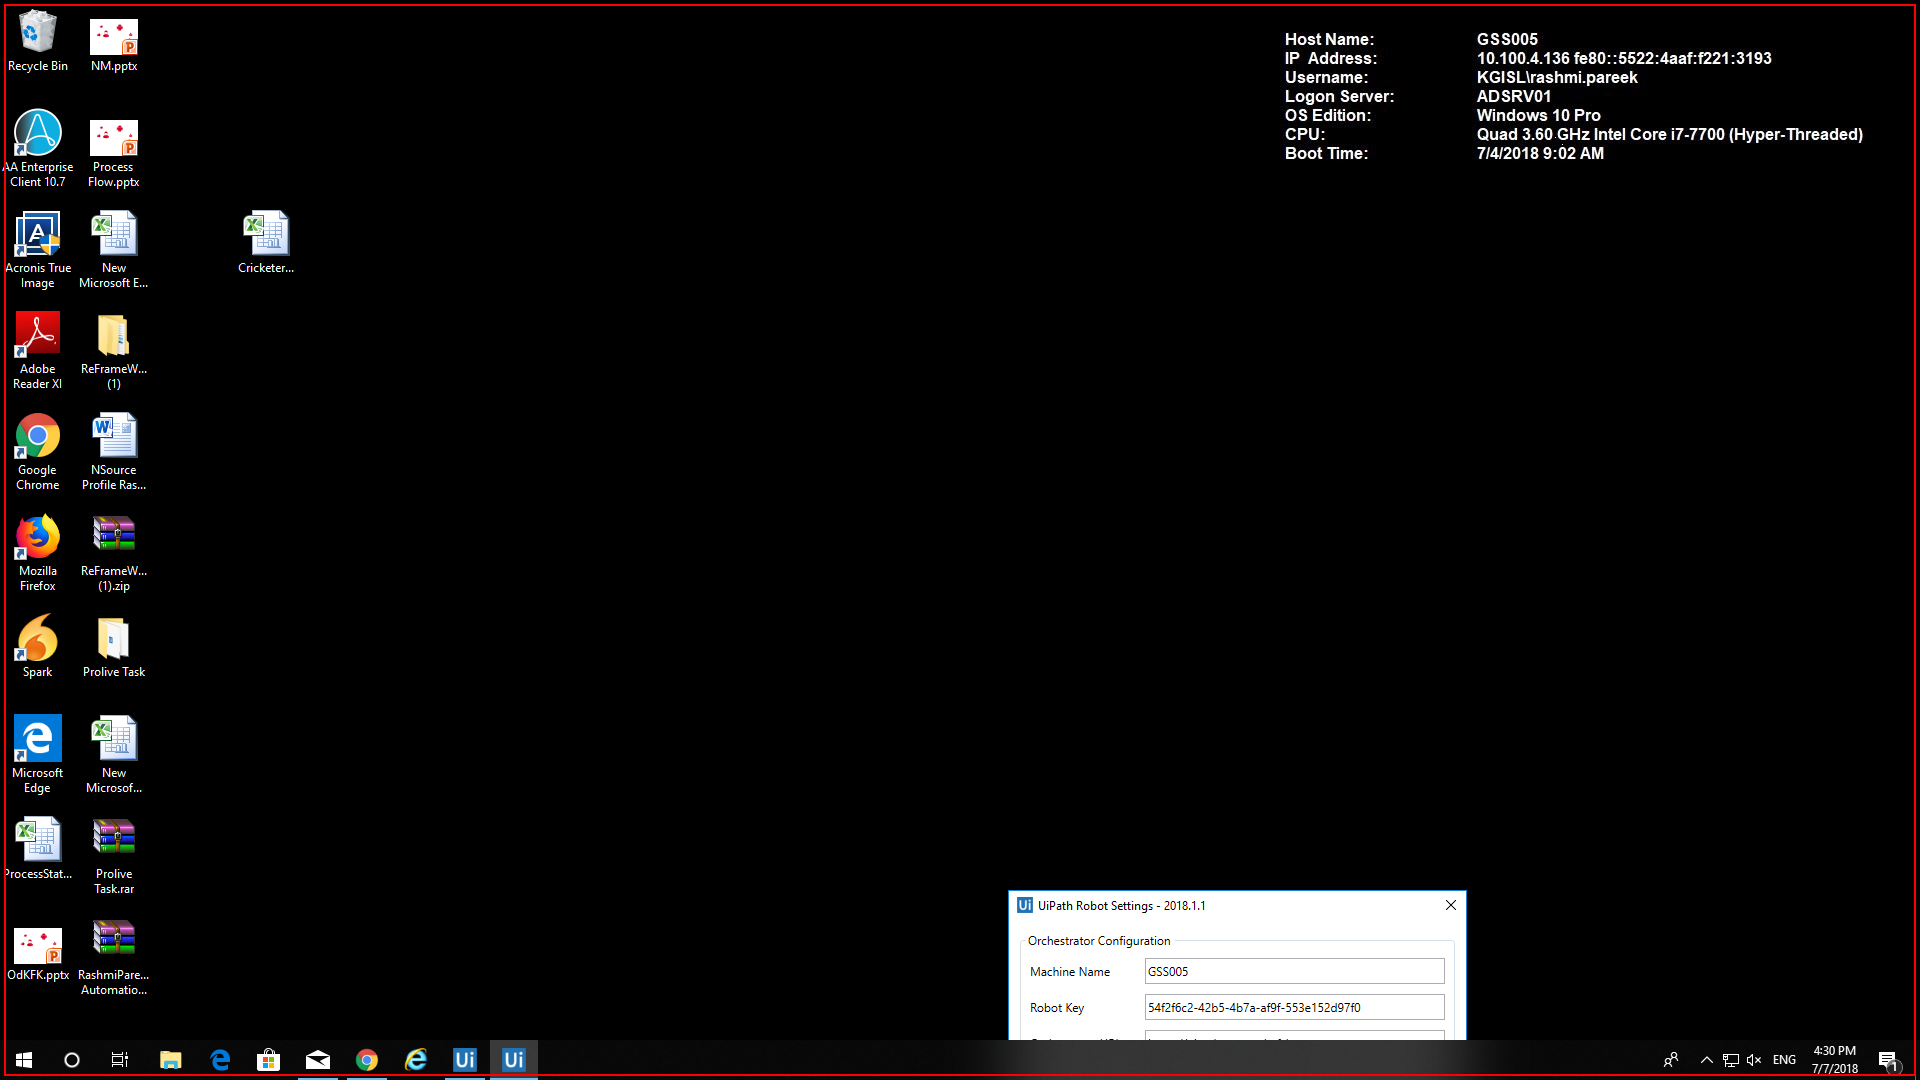 Recycle Bin
NM.pptx
AA Enterprise
Client 10.7
Process
Flow.pptx
Acronis True
Image
New
Microsoft E...
Cricketer...
Adobe
Reader XI
ReFrameW...
(1)
Google
Chrome
NSource
Profile Ras...
Mozilla
Firefox
ReFrameW...
(1).zip
Spark
Prolive Task
Microsoft
Edge
New
Microsof...
ProcessStat...
Prolive
Task.rar
OdKFK.pptx
RashmiPare...
Automatio...
Host Name: GSS005
IP Address: 10.100.4.136 fe80::5522:4aaf:f221:3193
Username: KGISL\rashmi.pareek
Logon Server: ADSRV01
OS Edition: Windows 10 Pro
CPU: Quad 3.60 GHz Intel Core i7-7700 (Hyper-Threaded)
Boot Time: 7/4/2018 9:02 AM
Ui UiPath Robot Settings - 2018.1.1
Orchestrator Configuration
Machine Name GSS005
Robot Key 54f2f6c2-42b5-4b7a-af9f-553e152d97f0
Ui Ui
ENG
4:30 PM
7/7/2018
1